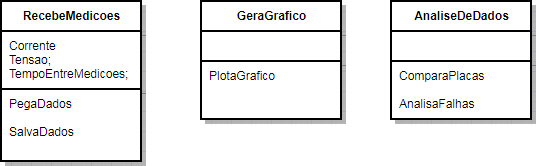 RecebeMedicoes
Corrente
Tensao;
TempoEntreMedicoes;
PegaDados
SalvaDados
GeraGrafico
PlotaGrafico
AnaliseDeDados
ComparaPlacas
AnalisaFalhas